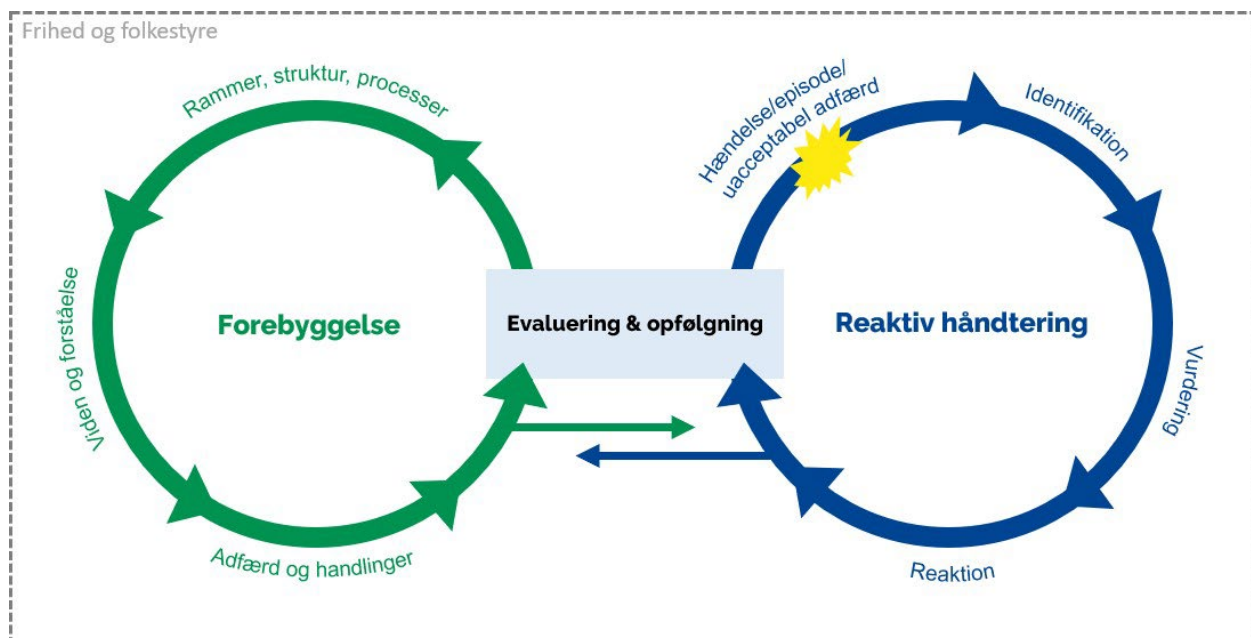 Frihed og folkestyre
Rammer, struktur, processer
Viden og forståelse
Adfærd og handlinger
Forebyggelse
Evaluering & opfølgning
Hændelse/episode/
uacceptabel adfærd
Identifikation
Vurdering
Reaktion
Reaktiv håndtering